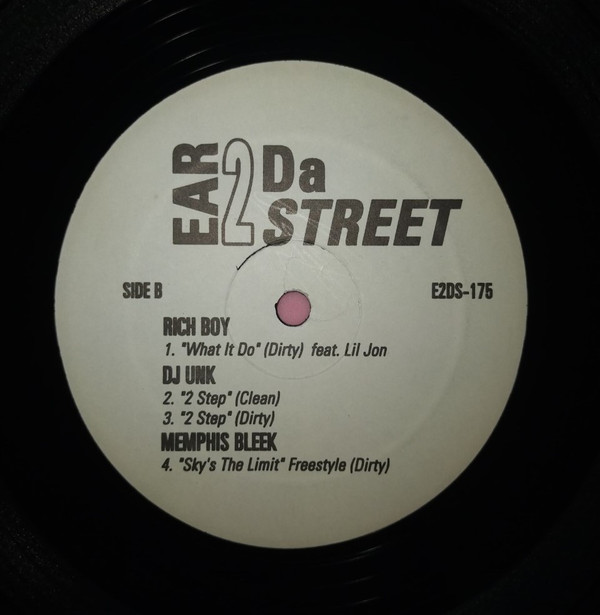 EAR 2 Da
STREET
SIDE B
E2DS-175
RICH BOY
1. "What It Do" (Dirty) feat. Lil Jon
DJ UNK
2. "2 Step" (Clean)
3. "2 Step" (Dirty)
MEMPHIS BLEEK
4. "Sky's The Limit" Freestyle (Dirty)